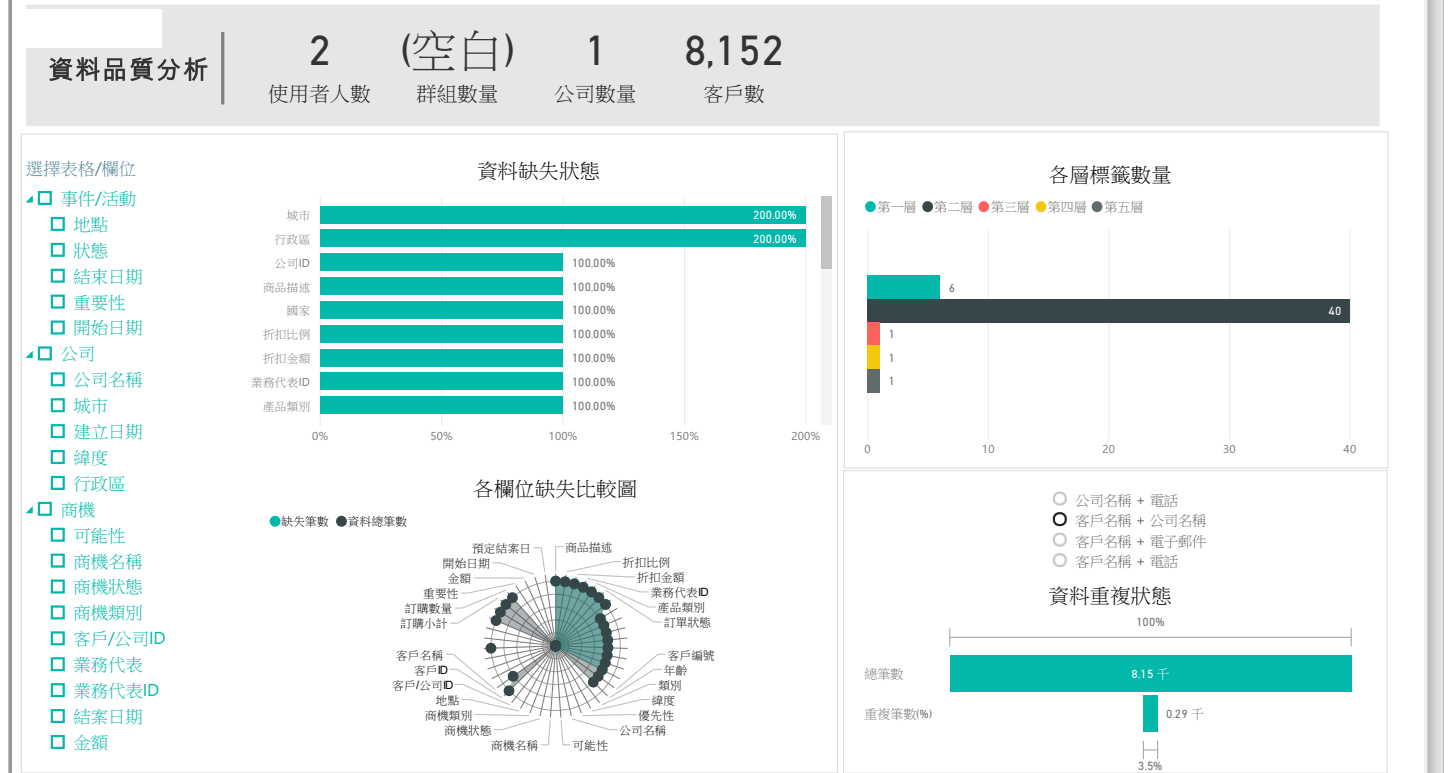 資料品質分析
2
使用者人數
(空白)
群組數量
1
公司數量
8,152
客戶數
選擇表格/欄位
事件/活動
地點
狀態
結束日期
重要性
開始日期
公司
公司名稱
城市
建立日期
緯度
行政區
商機
可能性
商機名稱
商機狀態
商機類別
客戶/公司ID
業務代表
業務代表ID
結案日期
金額
資料缺失狀態
城市 200.00%
行政區 200.00%
公司ID 100.00%
商品描述 100.00%
國家 100.00%
折扣比例 100.00%
折扣金額 100.00%
業務代表ID 100.00%
產品類別 100.00%
0% 50% 100% 150% 200%
各欄位缺失比較圖
缺失筆數 資料總筆數
商品描述
折扣比例
折扣金額
業務代表ID
產品類別
訂單狀態
客戶編號
年齡
類別
緯度
優先性
公司名稱
可能性
商機名稱
商機狀態
商機類別
地點
客戶/公司ID
客戶ID
客戶名稱
訂購小計
訂購數量
重要性
金額
開始日期
預定結案日
各層標籤數量
第一層 第二層 第三層 第四層 第五層
6
40
1
1
1
0 10 20 30 40
公司名稱 + 電話
客戶名稱 + 公司名稱
客戶名稱 + 電子郵件
客戶名稱 + 電話
資料重複狀態
100%
總筆數 8.15 千
重複筆數(%) 0.29 千
3.5%